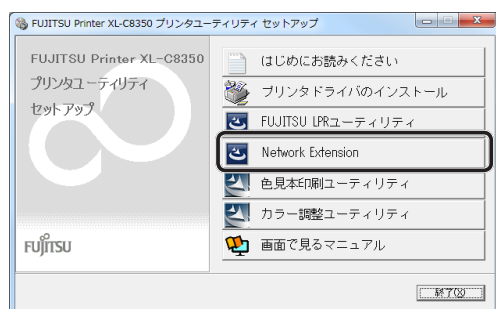 FUJITSU Printer XL-C8350 プリンタユーティリティ セットアップ
FUJITSU Printer XL-C8350
プリンタユーティリティ
セットアップ
はじめにお読みください
プリンタドライバのインストール
FUJITSU LPRユーティリティ
Network Extension
色見本印刷ユーティリティ
カラー調整ユーティリティ
画面で見るマニュアル
FUJITSU
終了(X)